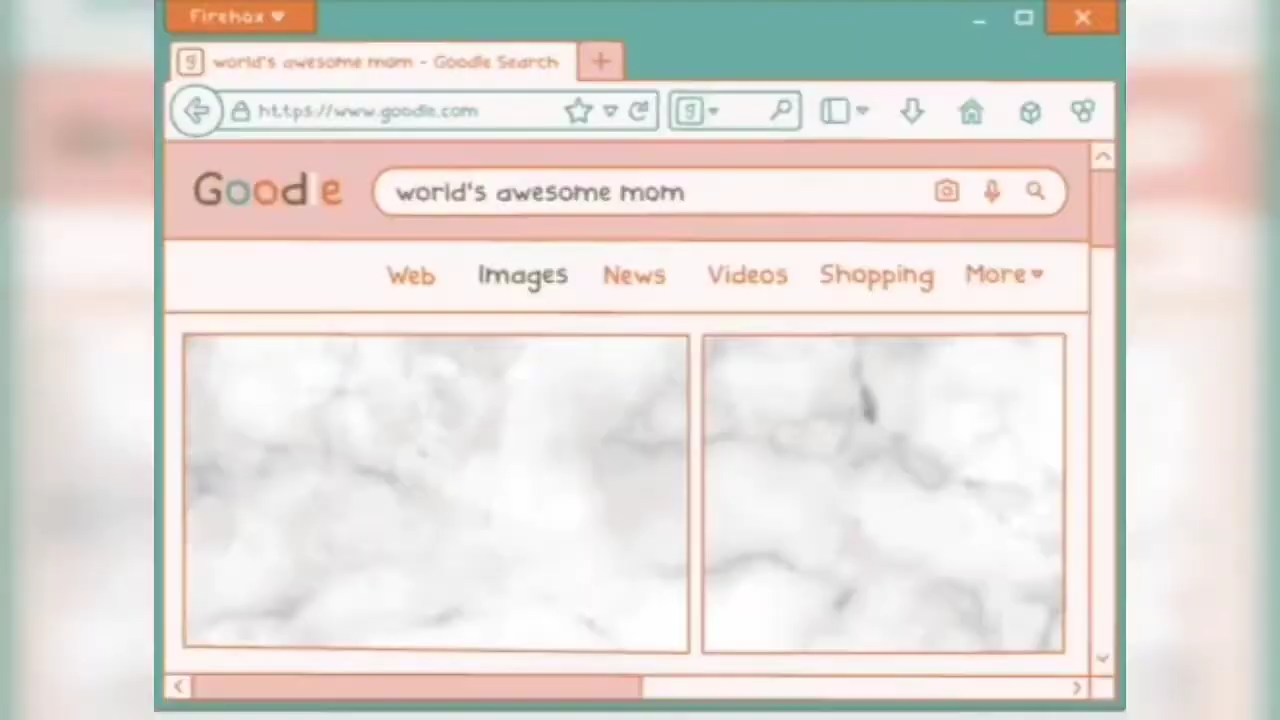 Firehox
world's awesome mom - Goodle Search
https://www.goodle.com
Goodle
world's awesome mom
Web Images News Videos Shopping More